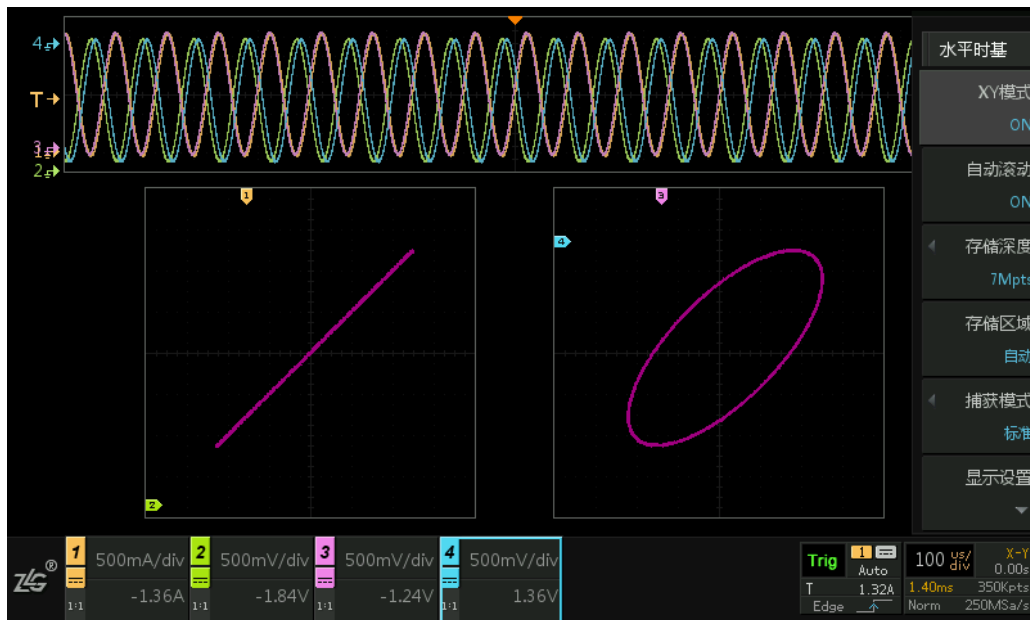 4
T
3
1
2
水平时基
XY模式
ON
自动滚动
ON
存储深度
7Mpts
存储区域
自动
捕获模式
标准
显示设置
1
2
3
4
1
500mA/div
-1.36A
1:1
2
500mV/div
-1.84V
1:1
3
500mV/div
-1.24V
1:1
4
500mV/div
1.36V
1:1
ZLG®
Trig
1
Auto
T 1.32A
Edge
100 us/div
X-Y
0.00s
1.40ms 350Kpts
Norm 250MSa/s